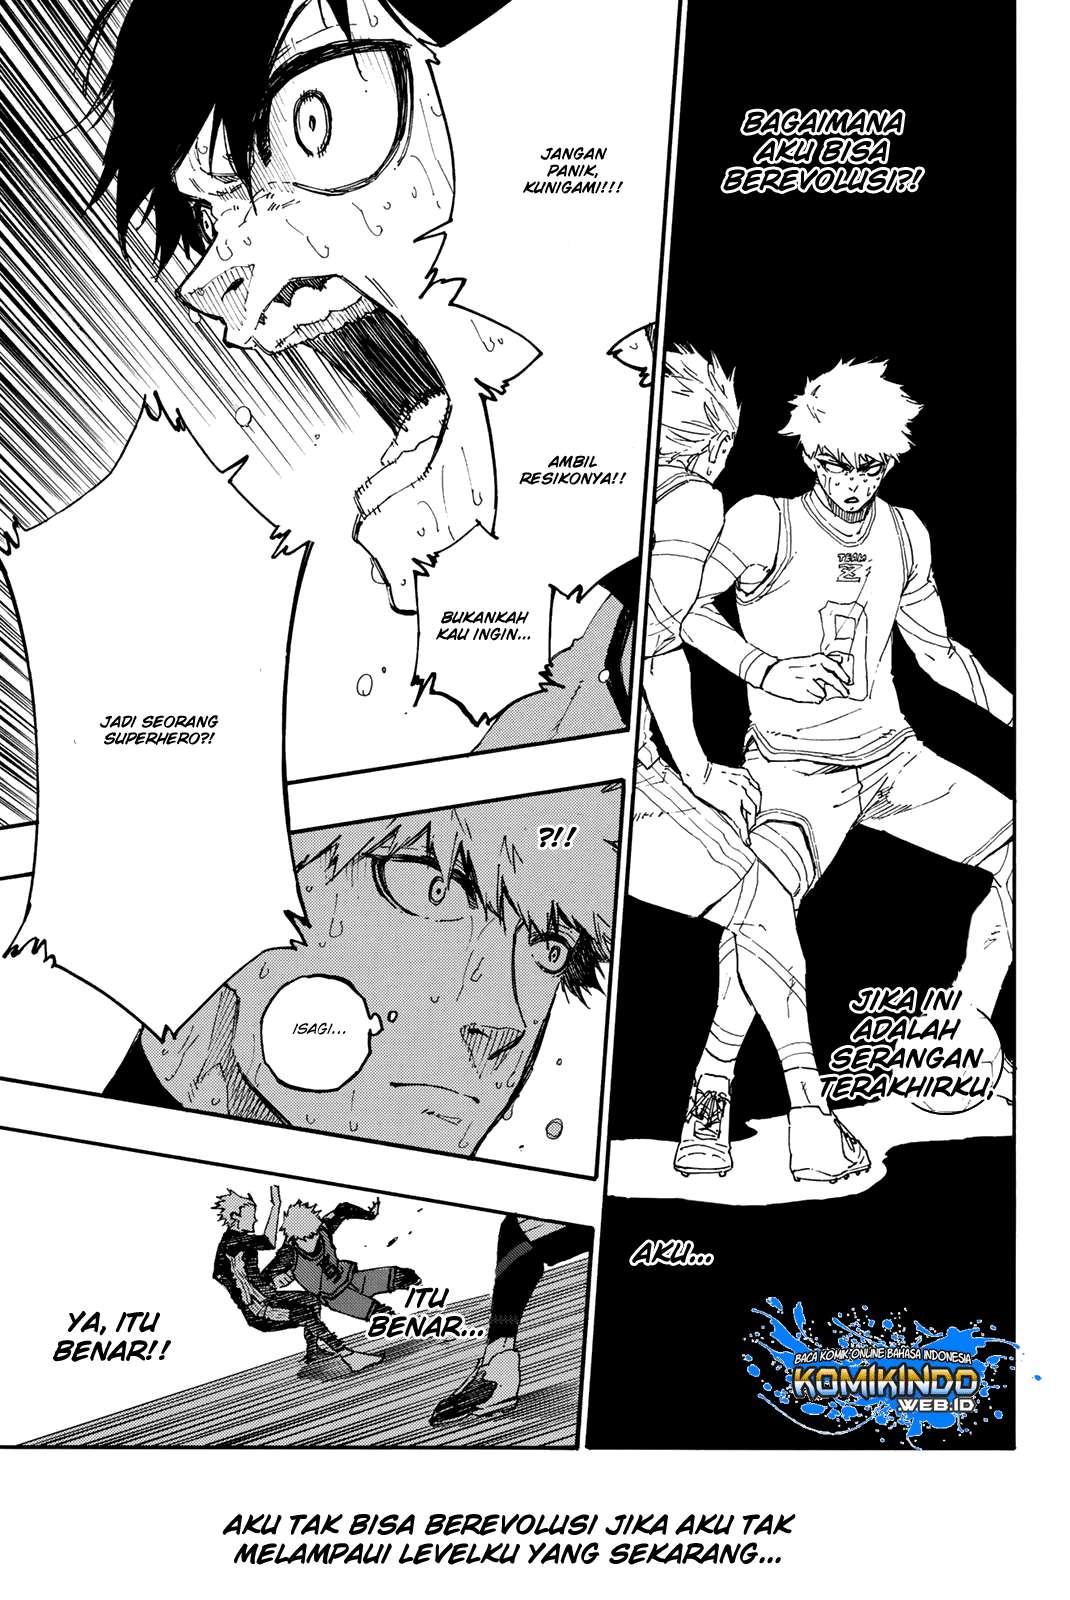 BAGAIMANA
AKU BISA
BEREVOLUSI?!
TEAM
Z
JIKA INI
ADALAH
SERANGAN
TERAKHIRKU,
AKU...
JANGAN
PANIK,
KUNIGAMI!!!
AMBIL
RESIKONYA!!
BUKANKAH
KAU INGIN...
JADI SEORANG
SUPERHERO?!
?!!
ISAGI...
ITU
BENAR...
YA, ITU
BENAR!!
BACA KOMIK ONLINE BAHASA INDONESIA
KOMIKINDO
WEB.ID
AKU TAK BISA BEREVOLUSI JIKA AKU TAK
MELAMPAUI LEVELKU YANG SEKARANG...